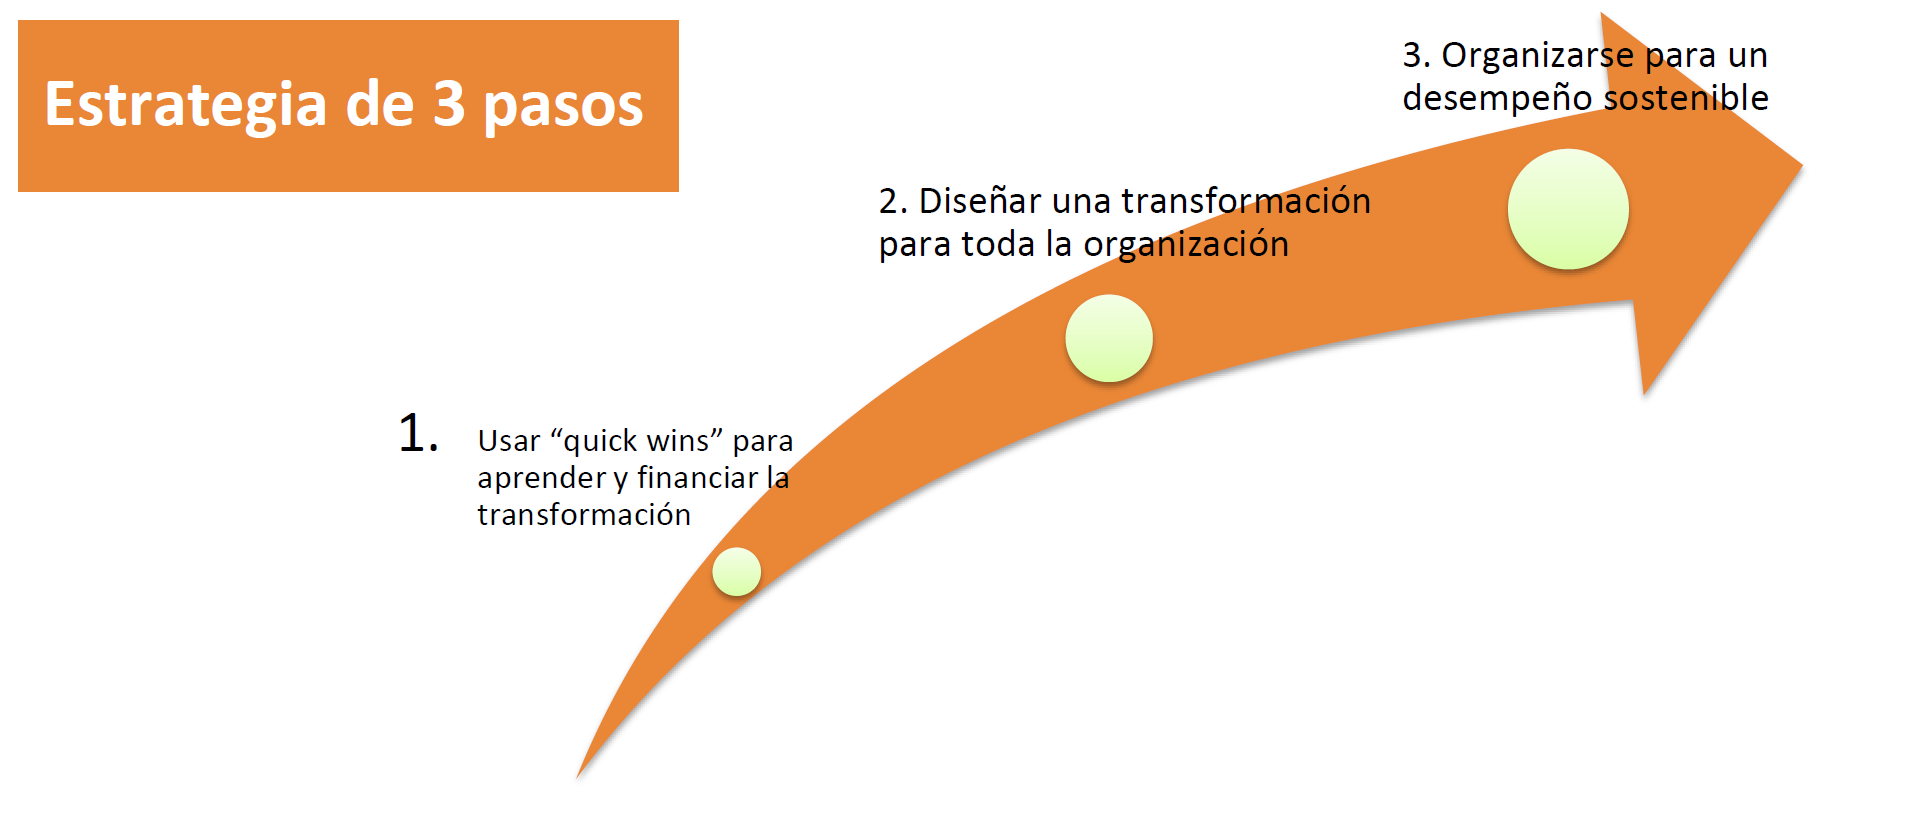 Estrategia de 3 pasos
3. Organizarse para un
desempeño sostenible
2. Diseñar una transformación
para toda la organización
1. Usar “quick wins” para
aprender y financiar la
transformación